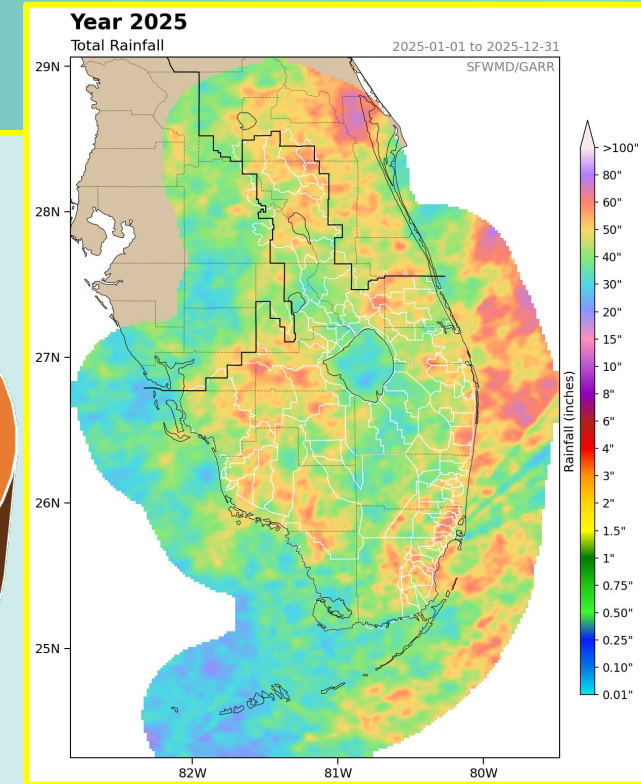 Year 2025
Total Rainfall
2025-01-01 to 2025-12-31
SFWMD/GARR
29N
28N
27N
26N
25N
82W
81W
80W
>100"
80"
60"
50"
40"
30"
20"
15"
10"
8"
6"
4"
3"
2"
1.5"
1"
0.75"
0.50"
0.25"
0.10"
0.01"
Rainfall (inches)